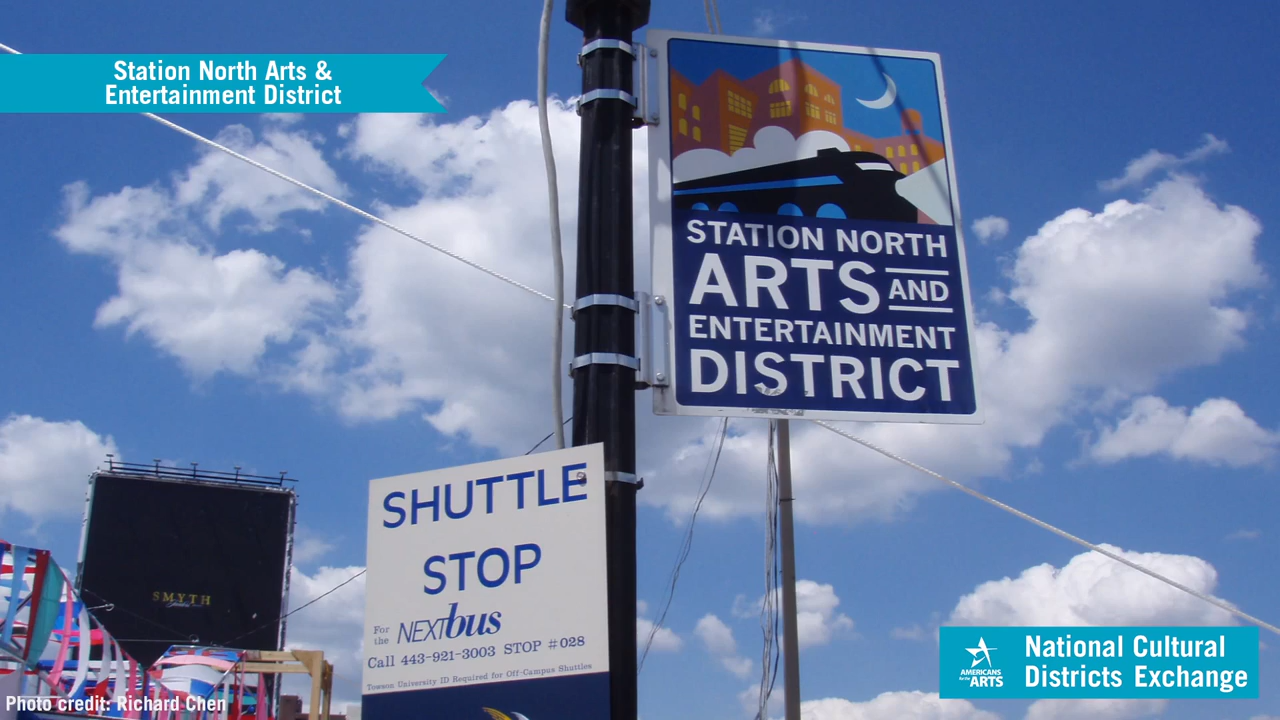 Station North Arts &
Entertainment District
STATION NORTH
ARTS AND
ENTERTAINMENT
DISTRICT
SHUTTLE
STOP
For the NEXTbus
Call 443-921-3003 STOP #028
Towson University ID Required for Off-Campus Shuttles
SMYTH
AMERICANS
for the ARTS
National Cultural
Districts Exchange
Photo credit: Richard Chen